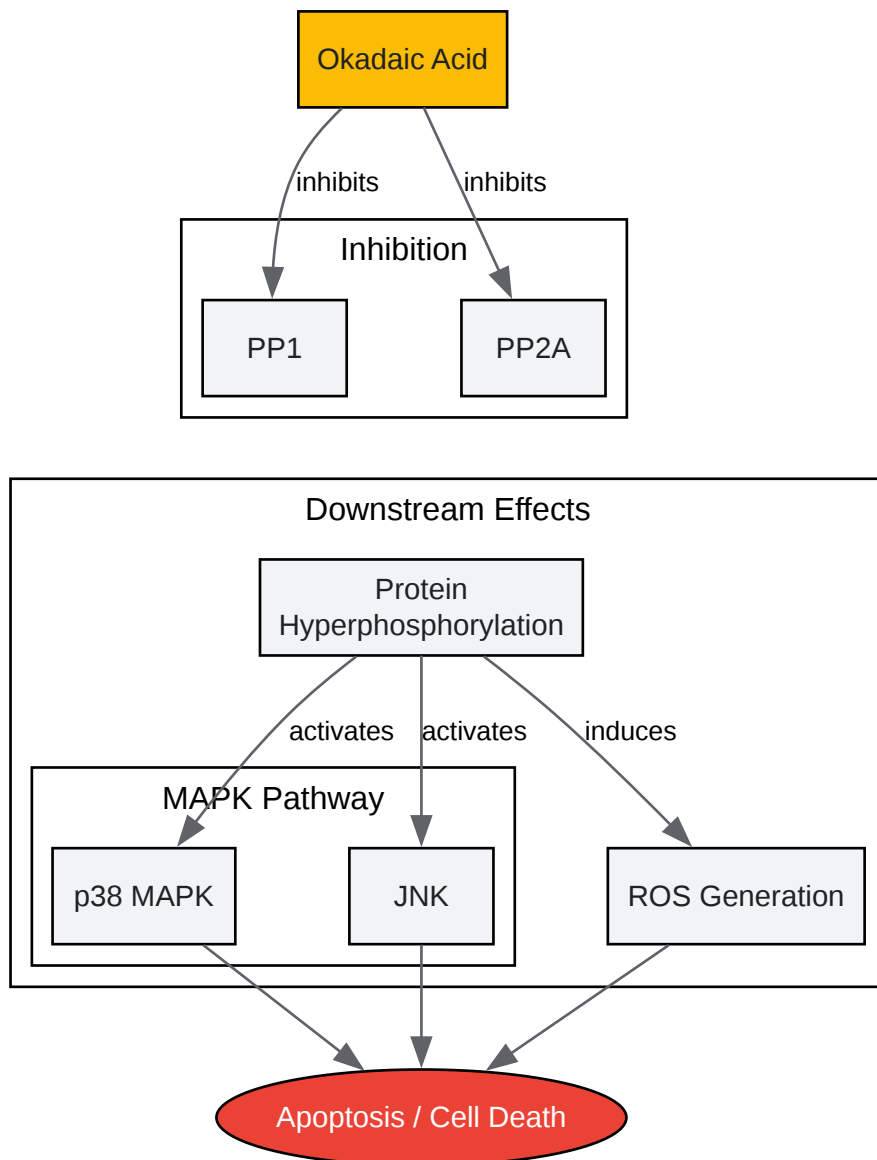 Okadaic Acid
inhibits
inhibits
Inhibition
PP1
PP2A
Downstream Effects
Protein
Hyperphosphorylation
activates
activates
induces
MAPK Pathway
p38 MAPK
JNK
ROS Generation
Apoptosis / Cell Death